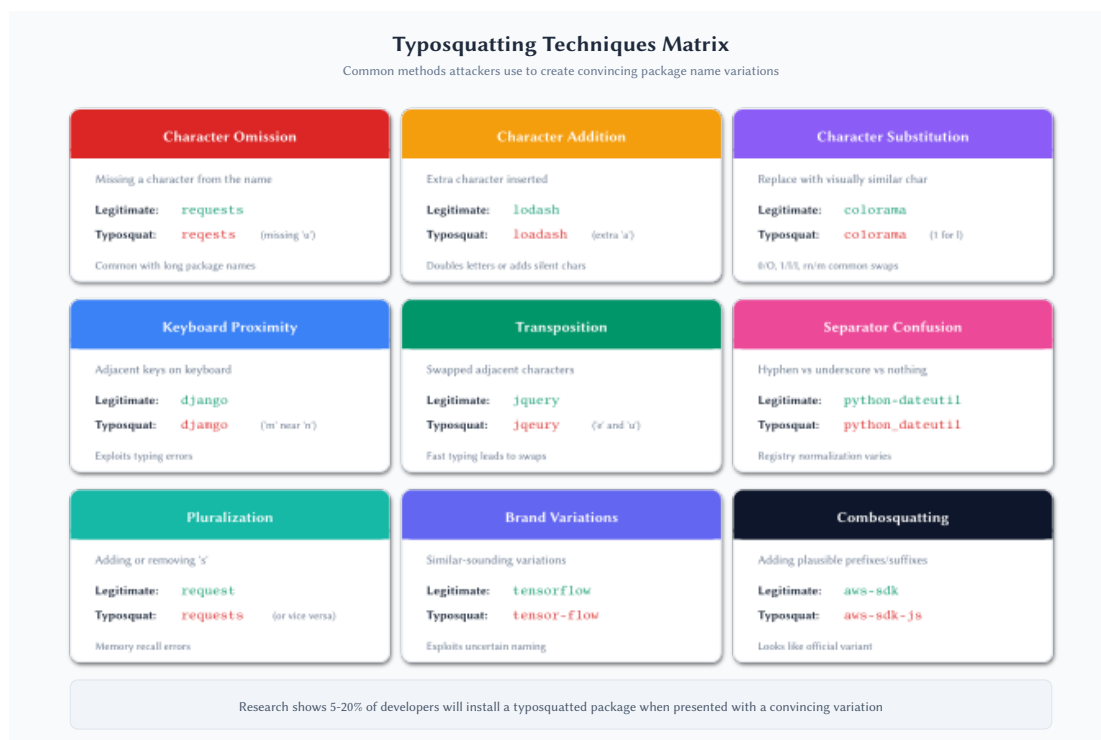 Typosquatting Techniques Matrix
Common methods attackers use to create convincing package name variations
Character Omission
Missing a character from the name
Legitimate: requests
Typosquat: reqests (missing 'u')
Common with long package names
Character Addition
Extra character inserted
Legitimate: lodash
Typosquat: loadash (extra 'a')
Doubles letters or adds silent chars
Character Substitution
Replace with visually similar char
Legitimate: colorama
Typosquat: colorama (1 for l)
0/O, 1/l/I, rn/m common swaps
Keyboard Proximity
Adjacent keys on keyboard
Legitimate: django
Typosquat: djamgo ('m' near 'n')
Exploits typing errors
Transposition
Swapped adjacent characters
Legitimate: jquery
Typosquat: jqeury ('e' and 'u')
Fast typing leads to swaps
Separator Confusion
Hyphen vs underscore vs nothing
Legitimate: python-dateutil
Typosquat: python_dateutil
Registry normalization varies
Pluralization
Adding or removing 's'
Legitimate: request
Typosquat: requests (or vice versa)
Memory recall errors
Brand Variations
Similar-sounding variations
Legitimate: tensorflow
Typosquat: tensor-flow
Exploits uncertain naming
Combosquatting
Adding plausible prefixes/suffixes
Legitimate: aws-sdk
Typosquat: aws-sdk-js
Looks like official variant
Research shows 5-20% of developers will install a typosquatted package when presented with a convincing variation